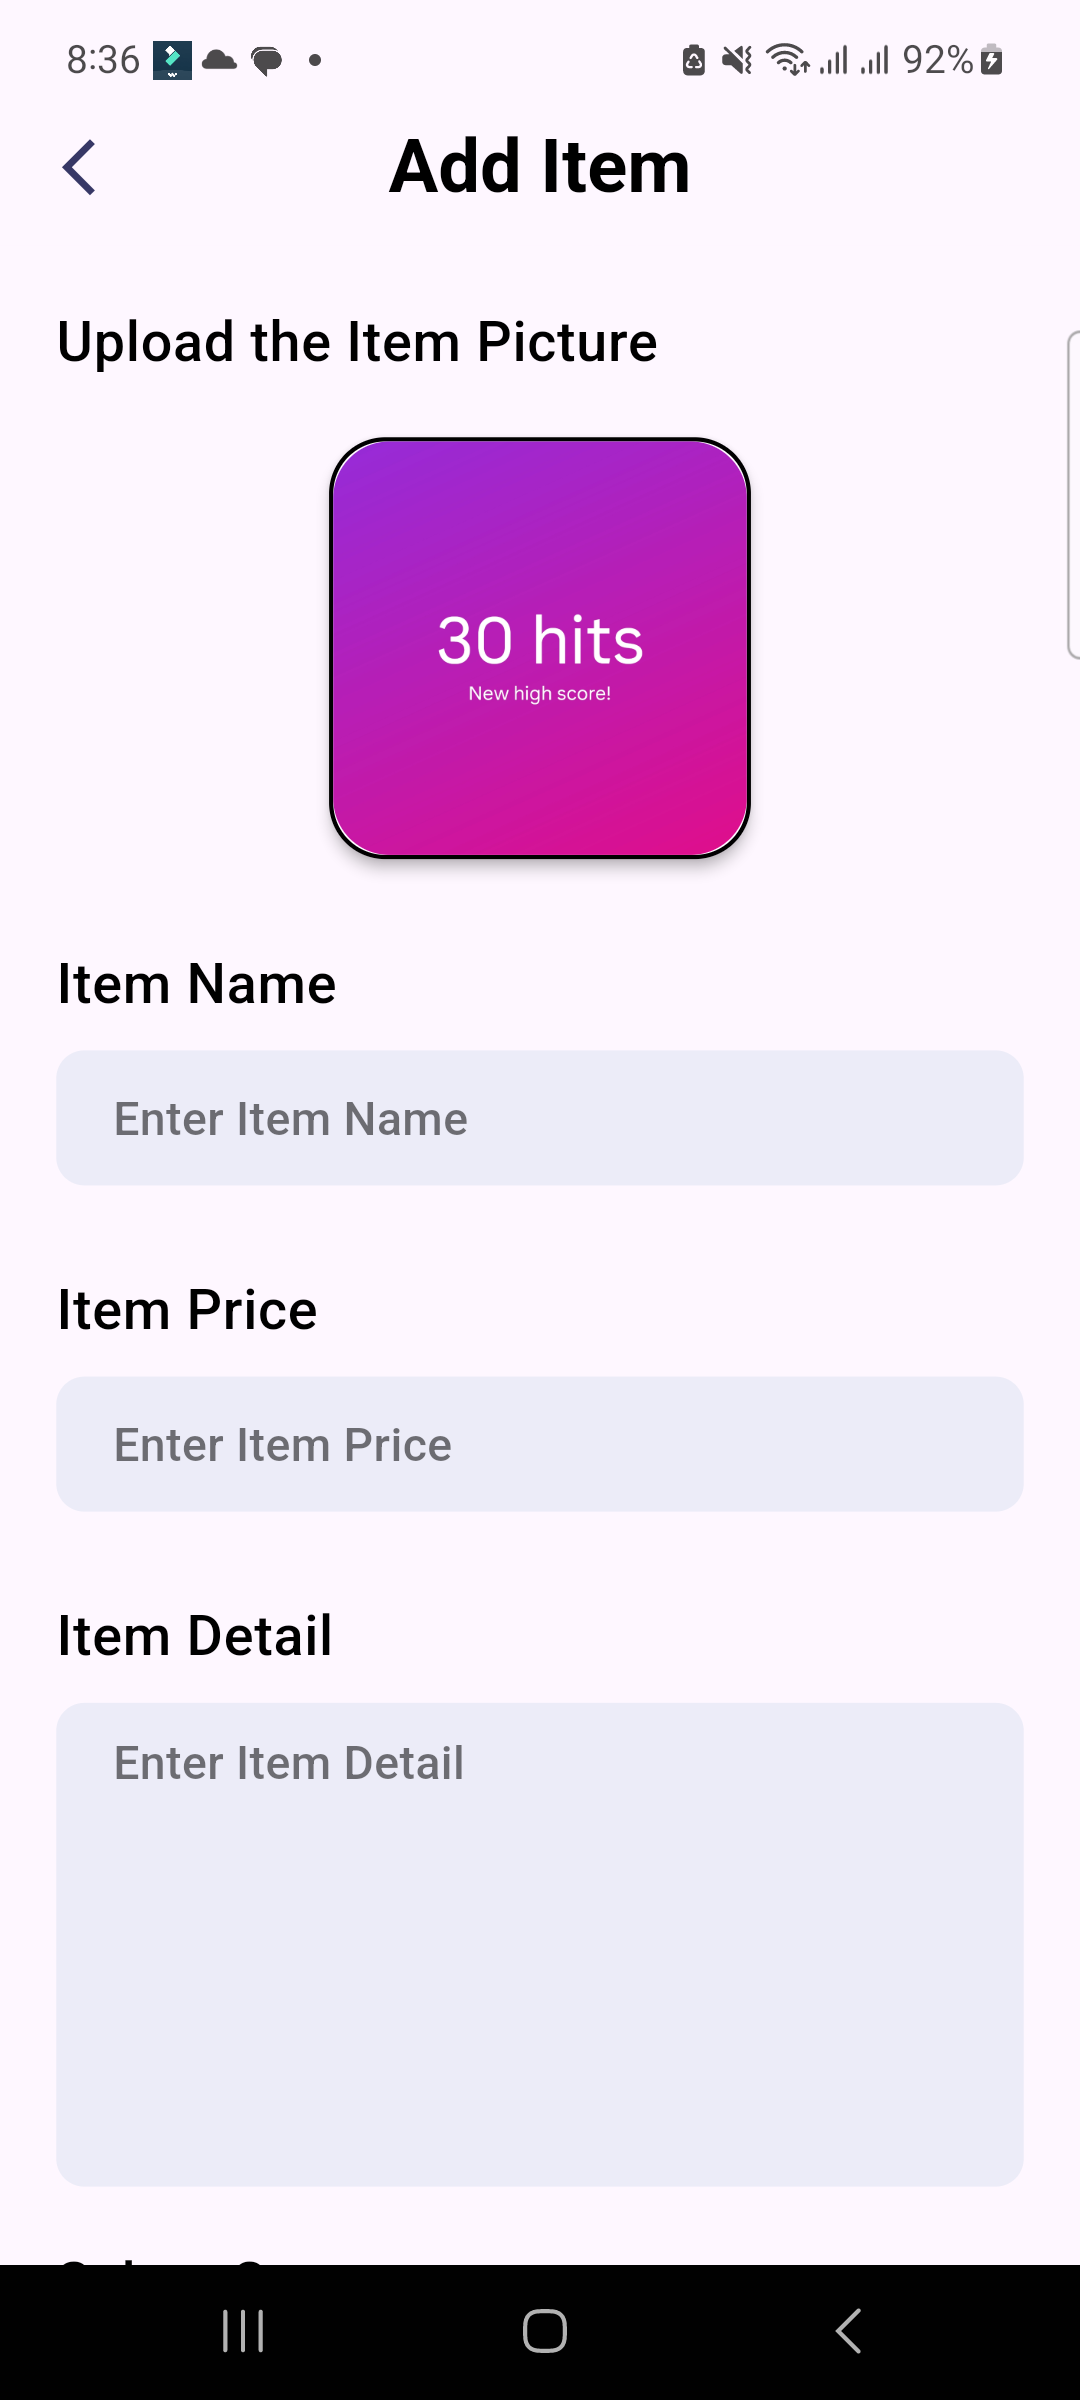 8:36
92%
Add Item
Upload the Item Picture
30 hits
New high score!
Item Name
Enter Item Name
Item Price
Enter Item Price
Item Detail
Enter Item Detail